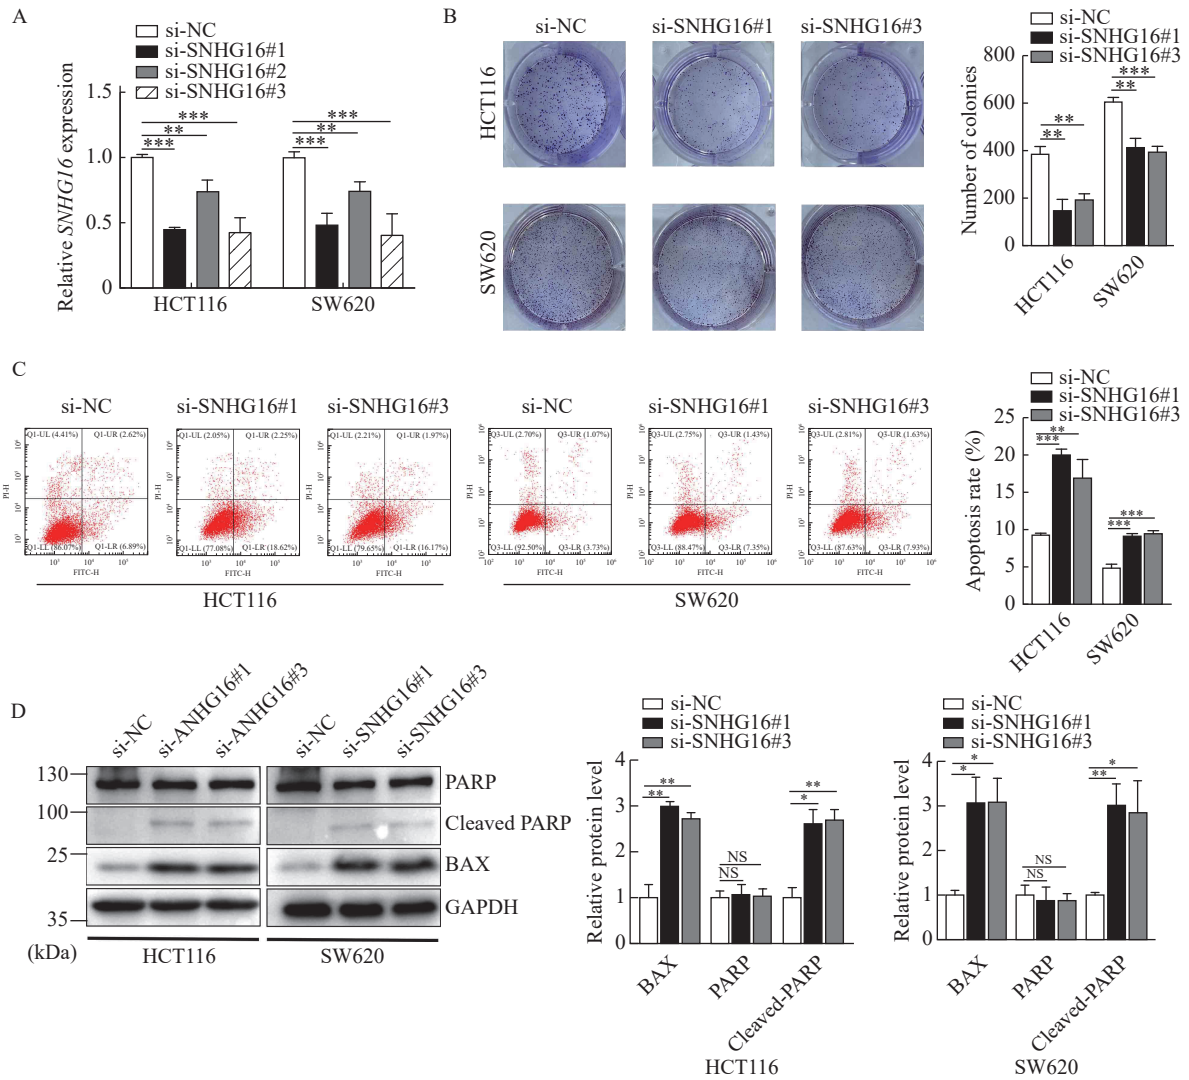 A
si-NC
si-SNHG16#1
si-SNHG16#2
si-SNHG16#3
Relative SNHG16 expression
1.5
1.0
0.5
0
*** ** ***
*** ** ***
HCT116 SW620
B
si-NC si-SNHG16#1 si-SNHG16#3
HCT116
SW620
si-NC
si-SNHG16#1
si-SNHG16#3
Number of colonies
800
600
400
200
0
** **
** ***
HCT116
SW620
C
si-NC si-SNHG16#1 si-SNHG16#3 si-NC si-SNHG16#1 si-SNHG16#3
Q1-UL (4.41%) Q1-UR (2.62%)
Q1-LL (86.07%) Q1-LR (6.89%)
PI-H
FITC-H
Q1-UL (2.05%) Q1-UR (2.25%)
Q1-LL (77.08%) Q1-LR (18.62%)
PI-H
FITC-H
Q1-UL (2.21%) Q1-UR (1.97%)
Q1-LL (79.65%) Q1-LR (16.17%)
PI-H
FITC-H
Q3-UL (2.70%) Q3-UR (1.07%)
Q3-LL (92.50%) Q3-LR (3.73%)
PI-H
FITC-H
Q3-UL (2.75%) Q3-UR (1.43%)
Q3-LL (88.47%) Q3-LR (7.35%)
PI-H
FITC-H
Q3-UL (2.81%) Q3-UR (1.63%)
Q3-LL (87.63%) Q3-LR (7.93%)
PI-H
FITC-H
HCT116 SW620
si-NC
si-SNHG16#1
si-SNHG16#3
Apoptosis rate (%)
25
20
15
10
5
0
*** **
*** ***
HCT116
SW620
D
si-NC
si-ANHG16#1
si-ANHG16#3
si-NC
si-SNHG16#1
si-SNHG16#3
130
100
25
35
(kDa)
PARP
Cleaved PARP
BAX
GAPDH
HCT116 SW620
si-NC
si-SNHG16#1
si-SNHG16#3
Relative protein level
4
3
2
1
0
** **
NS NS
* **
BAX
PARP
Cleaved-PARP
HCT116
si-NC
si-SNHG16#1
si-SNHG16#3
Relative protein level
4
3
2
1
0
* *
NS NS
** *
BAX
PARP
Cleaved-PARP
SW620